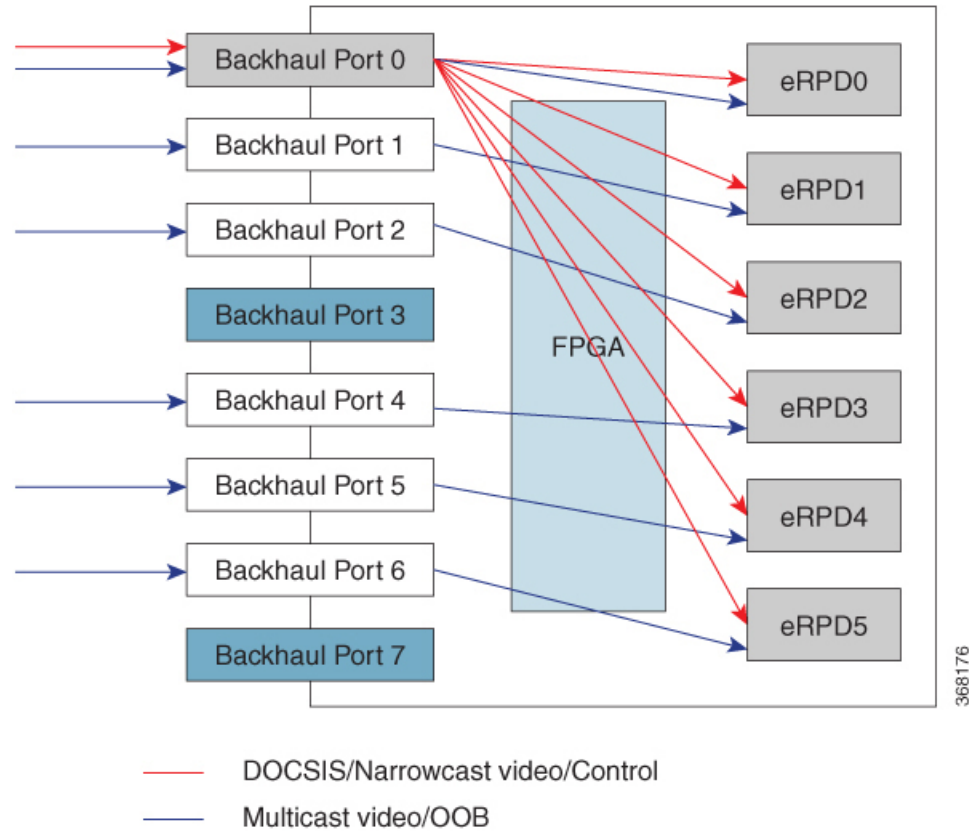 Backhaul Port 0
Backhaul Port 1
Backhaul Port 2
Backhaul Port 3
Backhaul Port 4
Backhaul Port 5
Backhaul Port 6
Backhaul Port 7
FPGA
eRPD0
eRPD1
eRPD2
eRPD3
eRPD4
eRPD5
368176
DOCSIS/Narrowcast video/Control
Multicast video/OOB